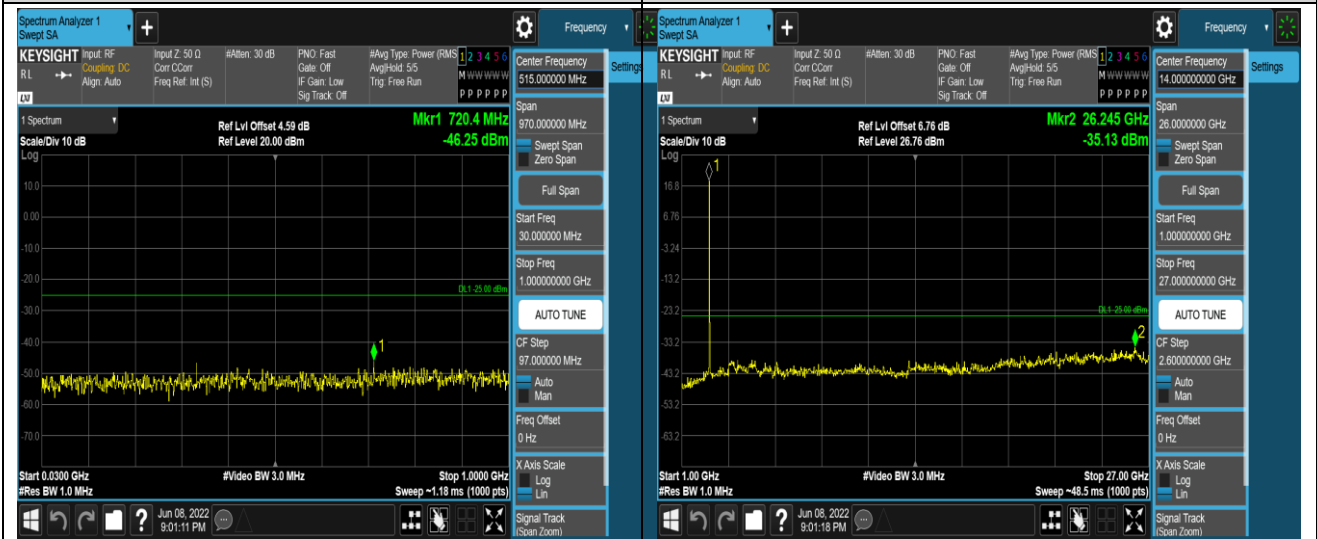 Spectrum Analyzer 1
Swept SA
Frequency
KEYSIGHT
Input: RF
Coupling: DC
Align: Auto
Input Z: 50 Ω
Corr CCorr
Freq Ref: Int (S)
#Atten: 30 dB
PNO: Fast
Gate: Off
IF Gain: Low
Sig Track: Off
#Avg Type: Power (RMS
Avg|Hold: 5/5
Trig: Free Run
1 2 3 4 5 6
M W W W W W
P P P P P P
RL
LXI
Settings
1 Spectrum
Scale/Div 10 dB
Log
Ref Lvl Offset 4.59 dB
Ref Level 20.00 dBm
Mkr1 720.4 MHz
-46.25 dBm
10.0
0.00
-10.0
-20.0
-30.0
-40.0
-50.0
-60.0
-70.0
DL1 -25.00 dBm
1
Start 0.0300 GHz
#Res BW 1.0 MHz
#Video BW 3.0 MHz
Stop 1.0000 GHz
Sweep ~1.18 ms (1000 pts)
Center Frequency
515.000000 MHz
Span
970.000000 MHz
Swept Span
Zero Span
Full Span
Start Freq
30.000000 MHz
Stop Freq
1.000000000 GHz
AUTO TUNE
CF Step
97.000000 MHz
Auto
Man
Freq Offset
0 Hz
X Axis Scale
Log
Lin
Signal Track
(Span Zoom)
Jun 08, 2022
9:01:11 PM
Spectrum Analyzer 1
Swept SA
Frequency
KEYSIGHT
Input: RF
Coupling: DC
Align: Auto
Input Z: 50 Ω
Corr CCorr
Freq Ref: Int (S)
#Atten: 30 dB
PNO: Fast
Gate: Off
IF Gain: Low
Sig Track: Off
#Avg Type: Power (RMS
Avg|Hold: 5/5
Trig: Free Run
1 2 3 4 5 6
M W W W W W
P P P P P P
RL
LXI
Settings
1 Spectrum
Scale/Div 10 dB
Log
Ref Lvl Offset 6.76 dB
Ref Level 26.76 dBm
Mkr2 26.245 GHz
-35.13 dBm
16.8
6.76
-3.24
-13.2
-23.2
-33.2
-43.2
-53.2
-63.2
DL1 -25.00 dBm
1
2
Start 1.00 GHz
#Res BW 1.0 MHz
#Video BW 3.0 MHz
Stop 27.00 GHz
Sweep ~48.5 ms (1000 pts)
Center Frequency
14.000000000 GHz
Span
26.0000000 GHz
Swept Span
Zero Span
Full Span
Start Freq
1.000000000 GHz
Stop Freq
27.000000000 GHz
AUTO TUNE
CF Step
2.600000000 GHz
Auto
Man
Freq Offset
0 Hz
X Axis Scale
Log
Lin
Signal Track
(Span Zoom)
Jun 08, 2022
9:01:18 PM